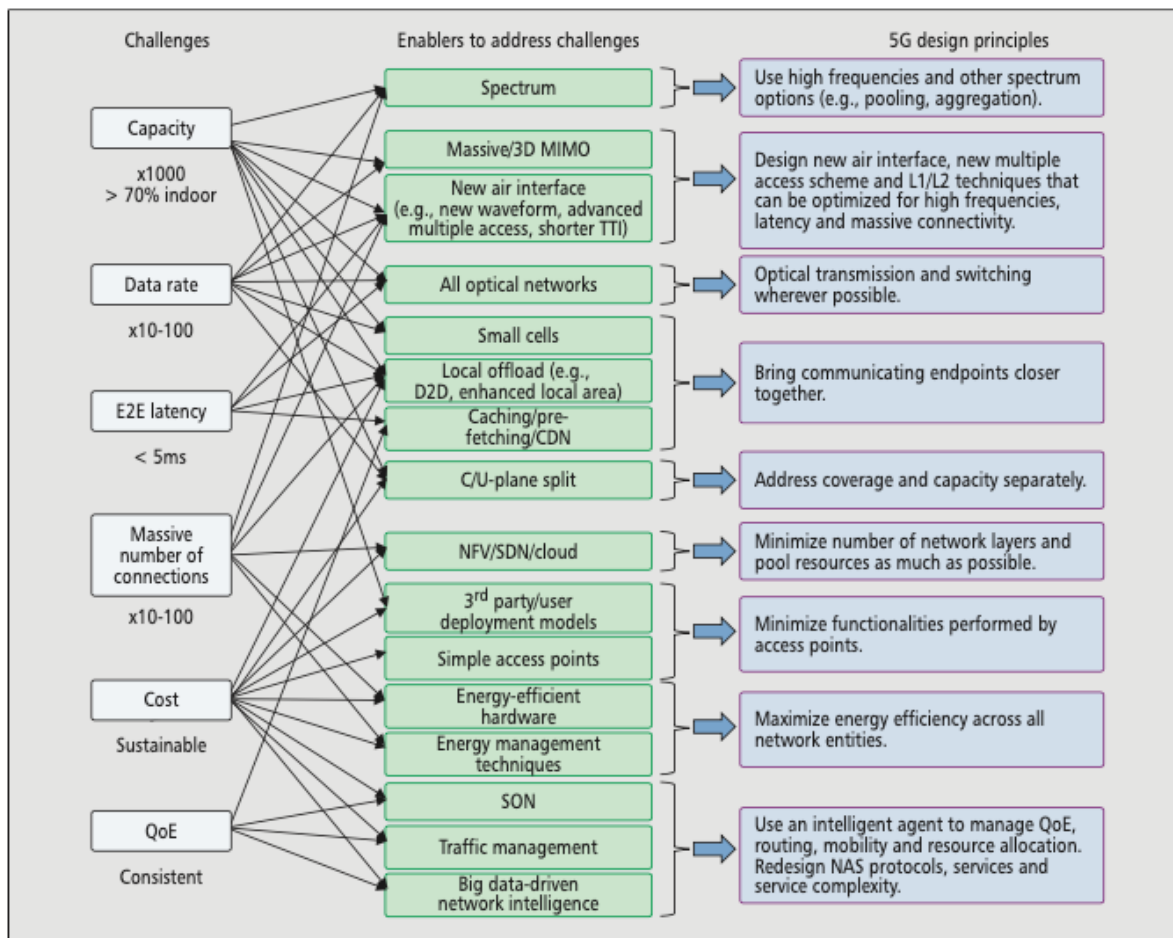 Challenges
Enablers to address challenges
5G design principles
Capacity
x1000
> 70% indoor
Data rate
x10-100
E2E latency
< 5ms
Massive
number of
connections
x10-100
Cost
Sustainable
QoE
Consistent
Spectrum
Massive/3D MIMO
New air interface
(e.g., new waveform, advanced
multiple access, shorter TTI)
All optical networks
Small cells
Local offload (e.g.,
D2D, enhanced local area)
Caching/pre-
fetching/CDN
C/U-plane split
NFV/SDN/cloud
3rd party/user
deployment models
Simple access points
Energy-efficient
hardware
Energy management
techniques
SON
Traffic management
Big data-driven
network intelligence
Use high frequencies and other spectrum
options (e.g., pooling, aggregation).
Design new air interface, new multiple
access scheme and L1/L2 techniques that
can be optimized for high frequencies,
latency and massive connectivity.
Optical transmission and switching
wherever possible.
Bring communicating endpoints closer
together.
Address coverage and capacity separately.
Minimize number of network layers and
pool resources as much as possible.
Minimize functionalities performed by
access points.
Maximize energy efficiency across all
network entities.
Use an intelligent agent to manage QoE,
routing, mobility and resource allocation.
Redesign NAS protocols, services and
service complexity.